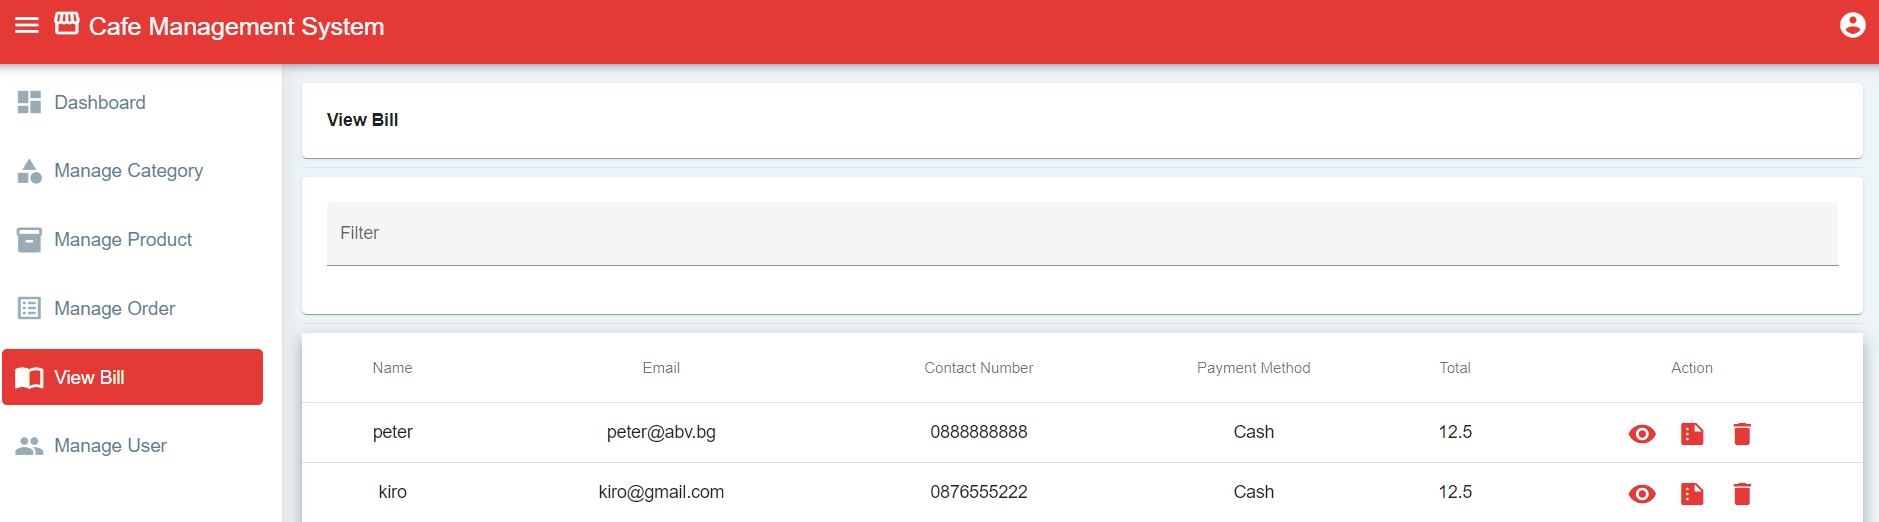 Cafe Management System
Dashboard
Manage Category
Manage Product
Manage Order
View Bill
Manage User
View Bill
Filter
Name Email Contact Number Payment Method Total Action
peter peter@abv.bg 0888888888 Cash 12.5
kiro kiro@gmail.com 0876555222 Cash 12.5